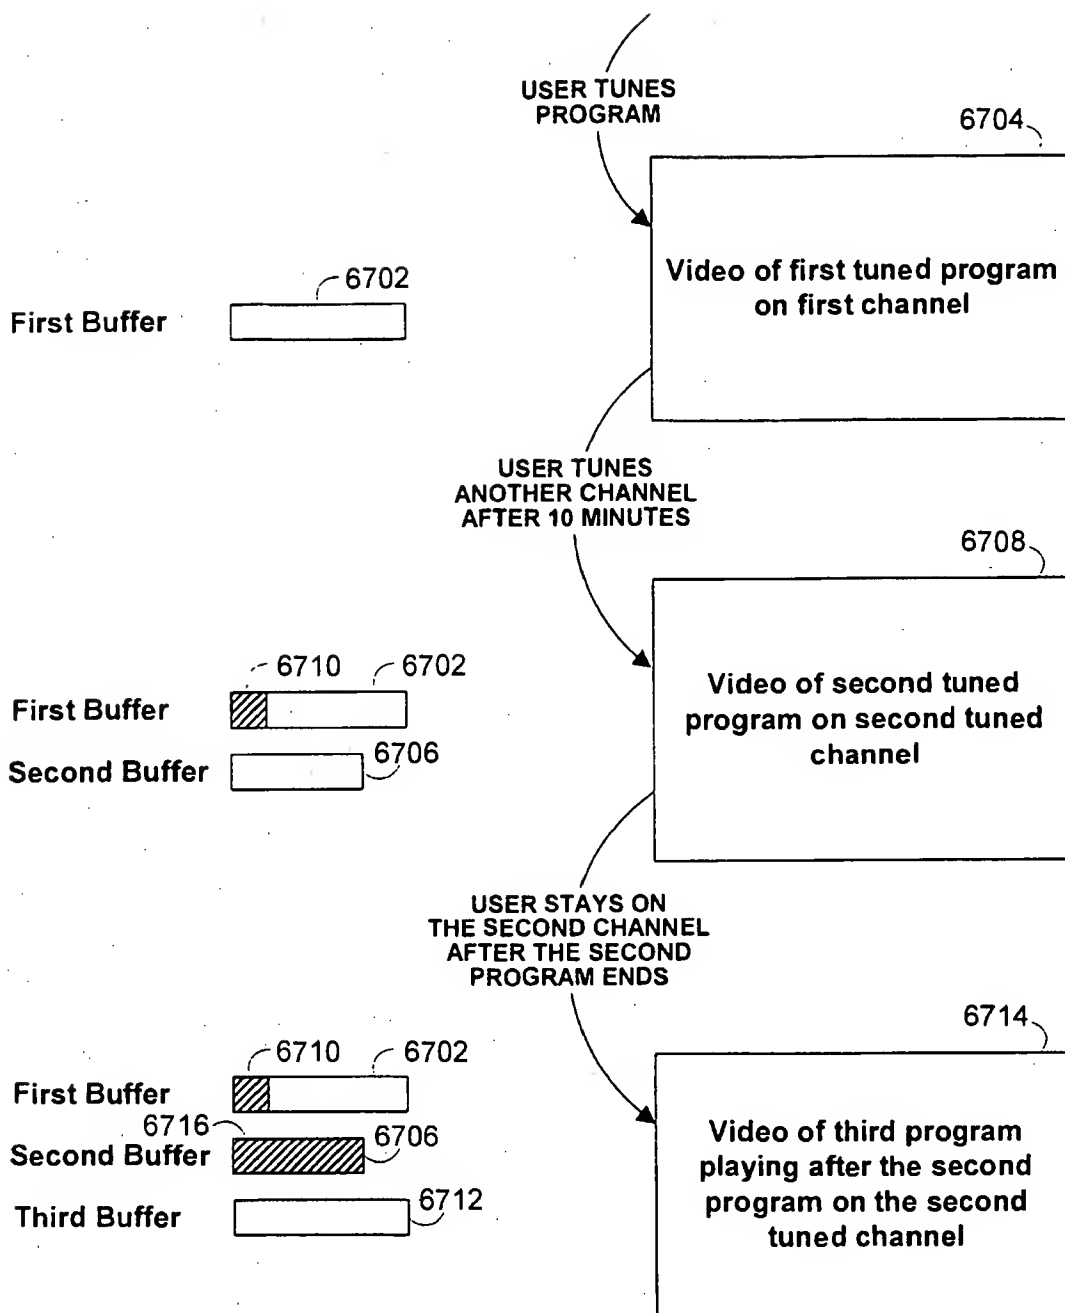 USER TUNES
PROGRAM
6704
Video of first tuned program
on first channel
6702
First Buffer
USER TUNES
ANOTHER CHANNEL
AFTER 10 MINUTES
6708
Video of second tuned
program on second tuned
channel
6710 6702
First Buffer
6706
Second Buffer
USER STAYS ON
THE SECOND CHANNEL
AFTER THE SECOND
PROGRAM ENDS
6714
Video of third program
playing after the second
program on the second
tuned channel
6710 6702
First Buffer
6716
6706
Second Buffer
6712
Third Buffer